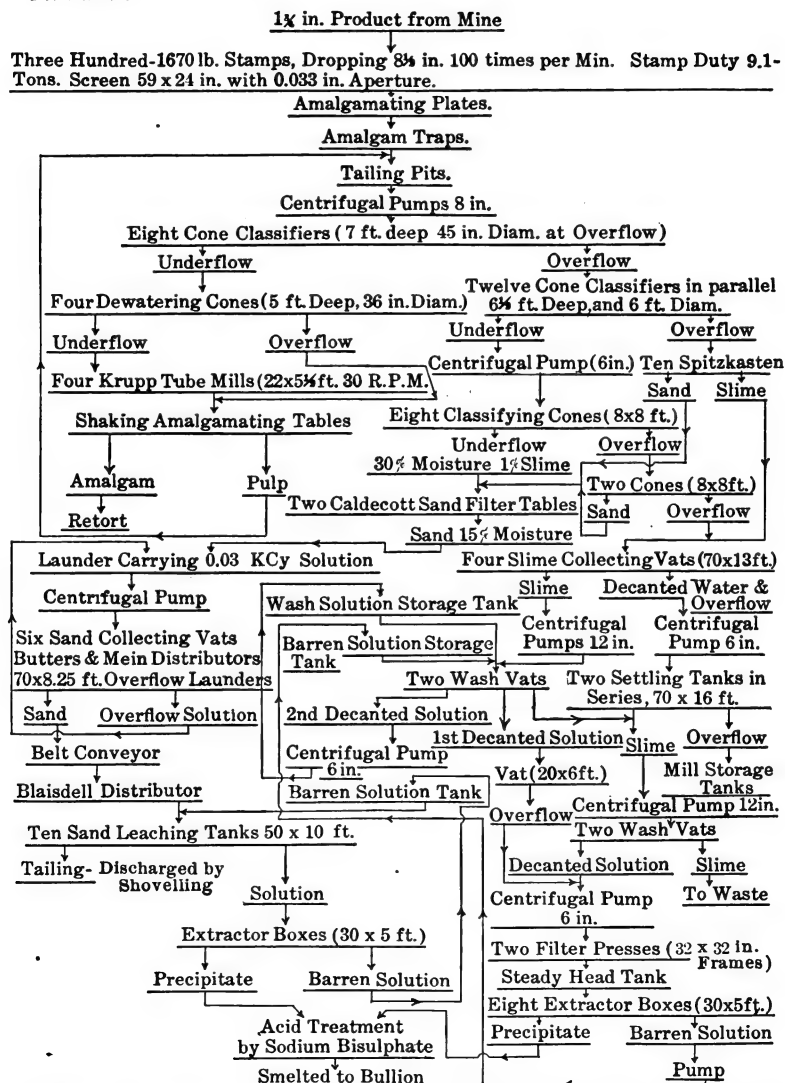 1¾ in. Product from Mine
Three Hundred-1670 lb. Stamps, Dropping 8½ in. 100 times per Min. Stamp Duty 9.1-
Tons. Screen 59 x 24 in. with 0.033 in. Aperture.
Amalgamating Plates.
Amalgam Traps.
Tailing Pits.
Centrifugal Pumps 8 in.
Eight Cone Classifiers (7 ft. deep 45 in. Diam. at Overflow)
Underflow
Overflow
Four Dewatering Cones (5 ft. Deep, 36 in. Diam.)
Twelve Cone Classifiers in parallel
6½ ft. Deep, and 6 ft. Diam.
Underflow
Overflow
Underflow
Overflow
Four Krupp Tube Mills (22x5½ ft. 30 R.P.M.
Centrifugal Pump (6 in.)
Ten Spitzkasten
Sand
Slime
Shaking Amalgamating Tables
Eight Classifying Cones (8x8 ft.)
Underflow
30% Moisture 1% Slime
Overflow
Amalgam
Pulp
Two Cones (8x8 ft.)
Retort
Two Caldecott Sand Filter Tables
Sand
Overflow
Sand 15% Moisture
Launder Carrying 0.03 KCy Solution
Four Slime Collecting Vats (70x13 ft.)
Centrifugal Pump
Wash Solution Storage Tank
Slime
Decanted Water &
Overflow
Six Sand Collecting Vats
Butters & Mein Distributors
70x8.25 ft. Overflow Launders
Barren Solution Storage
Tank
Centrifugal
Pumps 12 in.
Centrifugal
Pump 6 in.
Two Wash Vats
Two Settling Tanks in
Series, 70 x 16 ft.
Sand
Overflow Solution
2nd Decanted Solution
1st Decanted Solution
Slime
Overflow
Belt Conveyor
Centrifugal Pump
6 in.
Vat (20x6 ft.)
Mill Storage
Tanks
Blaisdell Distributor
Barren Solution Tank
Overflow
Centrifugal Pump 12 in.
Ten Sand Leaching Tanks 50 x 10 ft.
Two Wash Vats
Tailing- Discharged by
Shovelling
Solution
Decanted Solution
Slime
Centrifugal Pump
6 in.
To Waste
Extractor Boxes (30 x 5 ft.)
Two Filter Presses (32 x 32 in.
Frames)
Precipitate
Barren Solution
Steady Head Tank
Eight Extractor Boxes (30x5 ft.)
Acid Treatment
by Sodium Bisulphate
Precipitate
Barren Solution
Smelted to Bullion
Pump